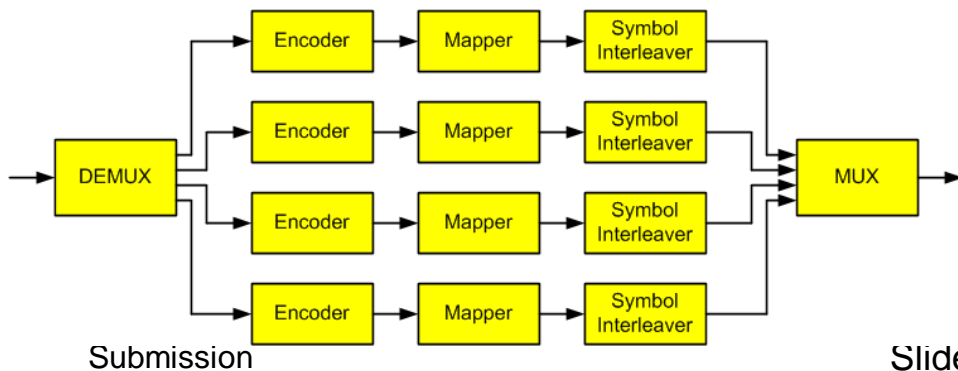 Encoder
Mapper
Symbol
Interleaver
Encoder
Mapper
Symbol
Interleaver
DEMUX
MUX
Encoder
Mapper
Symbol
Interleaver
Encoder
Mapper
Symbol
Interleaver
Submission
Slide